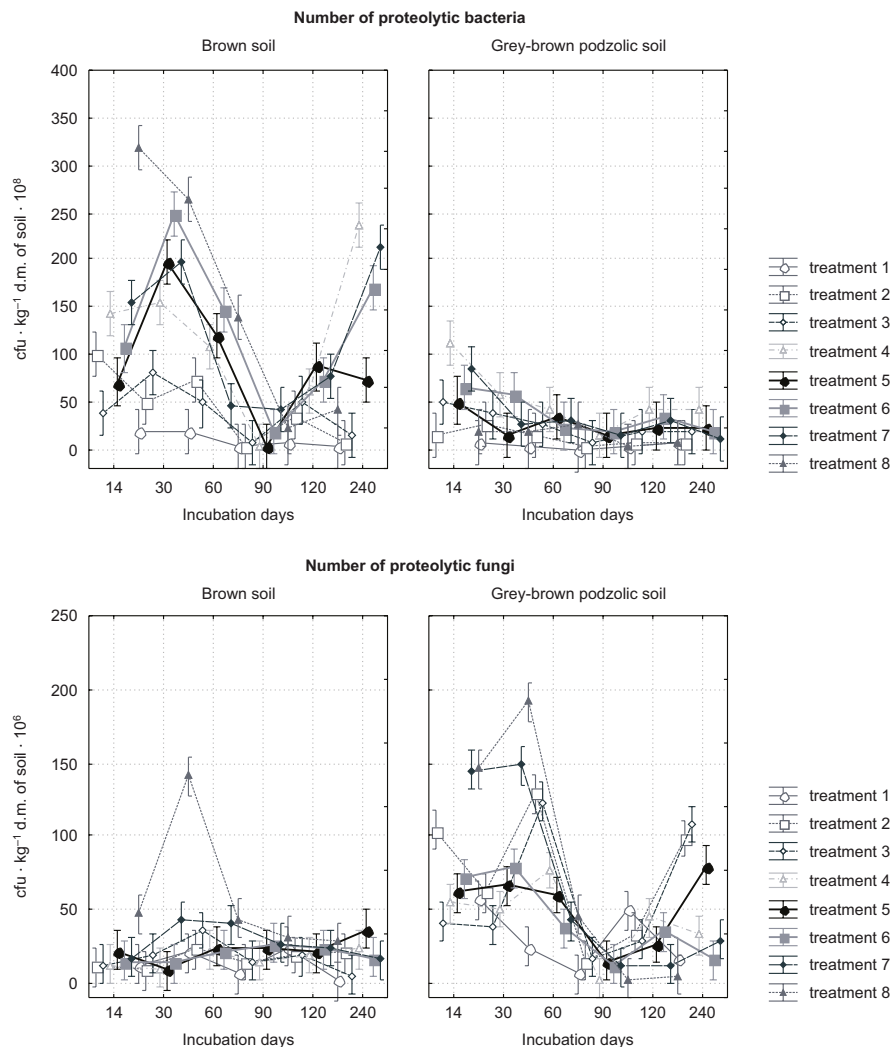 Number of proteolytic bacteria
Brown soil
Grey-brown podzolic soil
cfu · kg⁻¹ d.m. of soil · 10⁸
400
350
300
250
200
150
100
50
0
14 30 60 90 120 240
14 30 60 90 120 240
Incubation days
Incubation days
treatment 1
treatment 2
treatment 3
treatment 4
treatment 5
treatment 6
treatment 7
treatment 8
Number of proteolytic fungi
Brown soil
Grey-brown podzolic soil
cfu · kg⁻¹ d.m. of soil · 10⁶
250
200
150
100
50
0
14 30 60 90 120 240
14 30 60 90 120 240
Incubation days
Incubation days
treatment 1
treatment 2
treatment 3
treatment 4
treatment 5
treatment 6
treatment 7
treatment 8